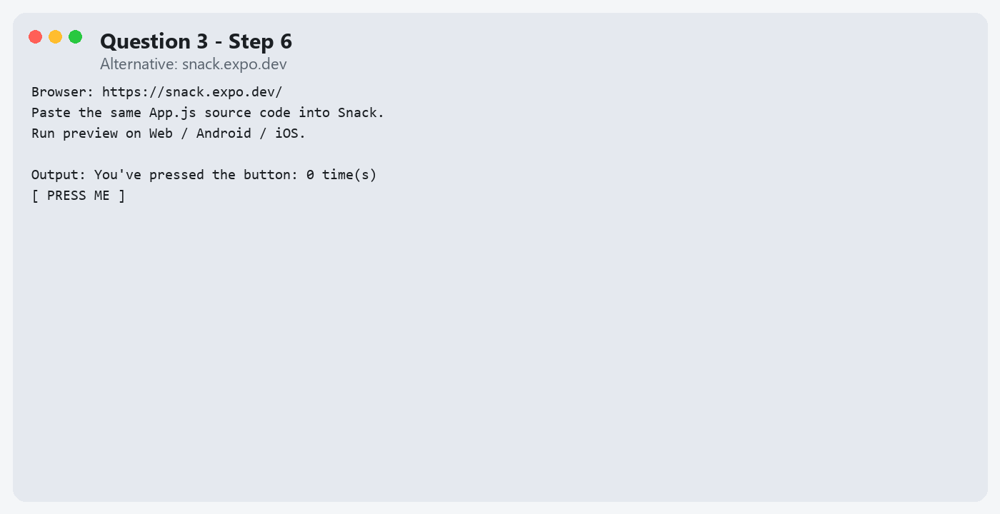 Question 3 - Step 6
Alternative: snack.expo.dev
Browser: https://snack.expo.dev/
Paste the same App.js source code into Snack.
Run preview on Web / Android / iOS.
Output: You've pressed the button: 0 time(s)
[ PRESS ME ]